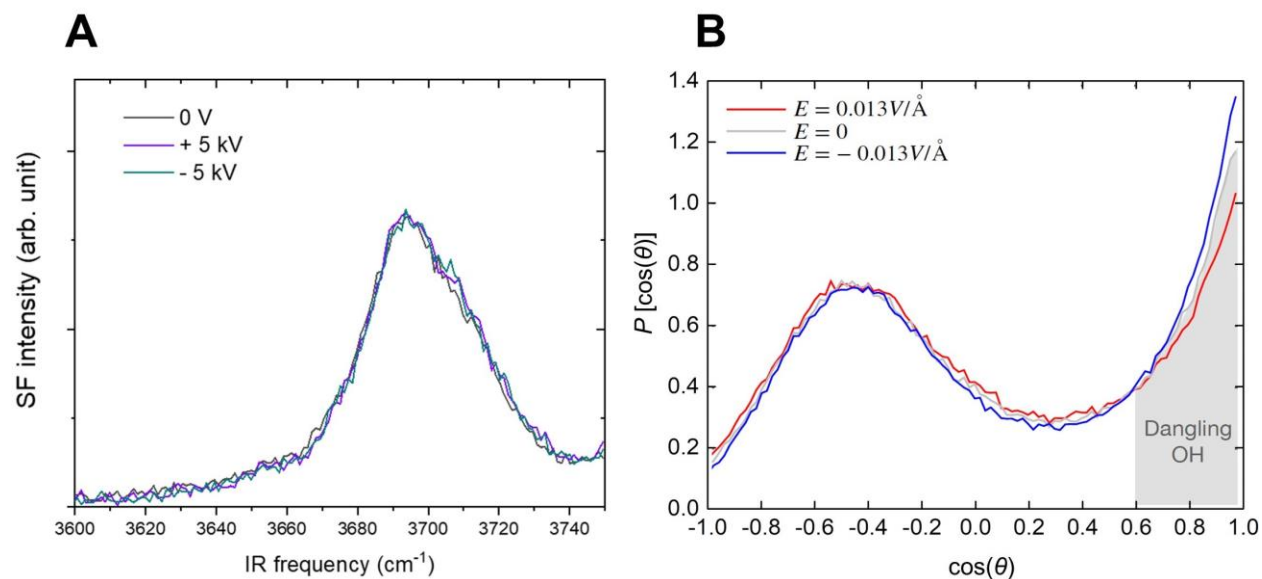 A
0 V
+ 5 kV
- 5 kV
SF intensity (arb. unit)
3600 3620 3640 3660 3680 3700 3720 3740
IR frequency (cm⁻¹)
B
E = 0.013V/Å
E = 0
E = − 0.013V/Å
P [cos(θ)]
1.4
1.2
1.0
0.8
0.6
0.4
0.2
0.0
Dangling
OH
-1.0 -0.8 -0.6 -0.4 -0.2 0.0 0.2 0.4 0.6 0.8 1.0
cos(θ)